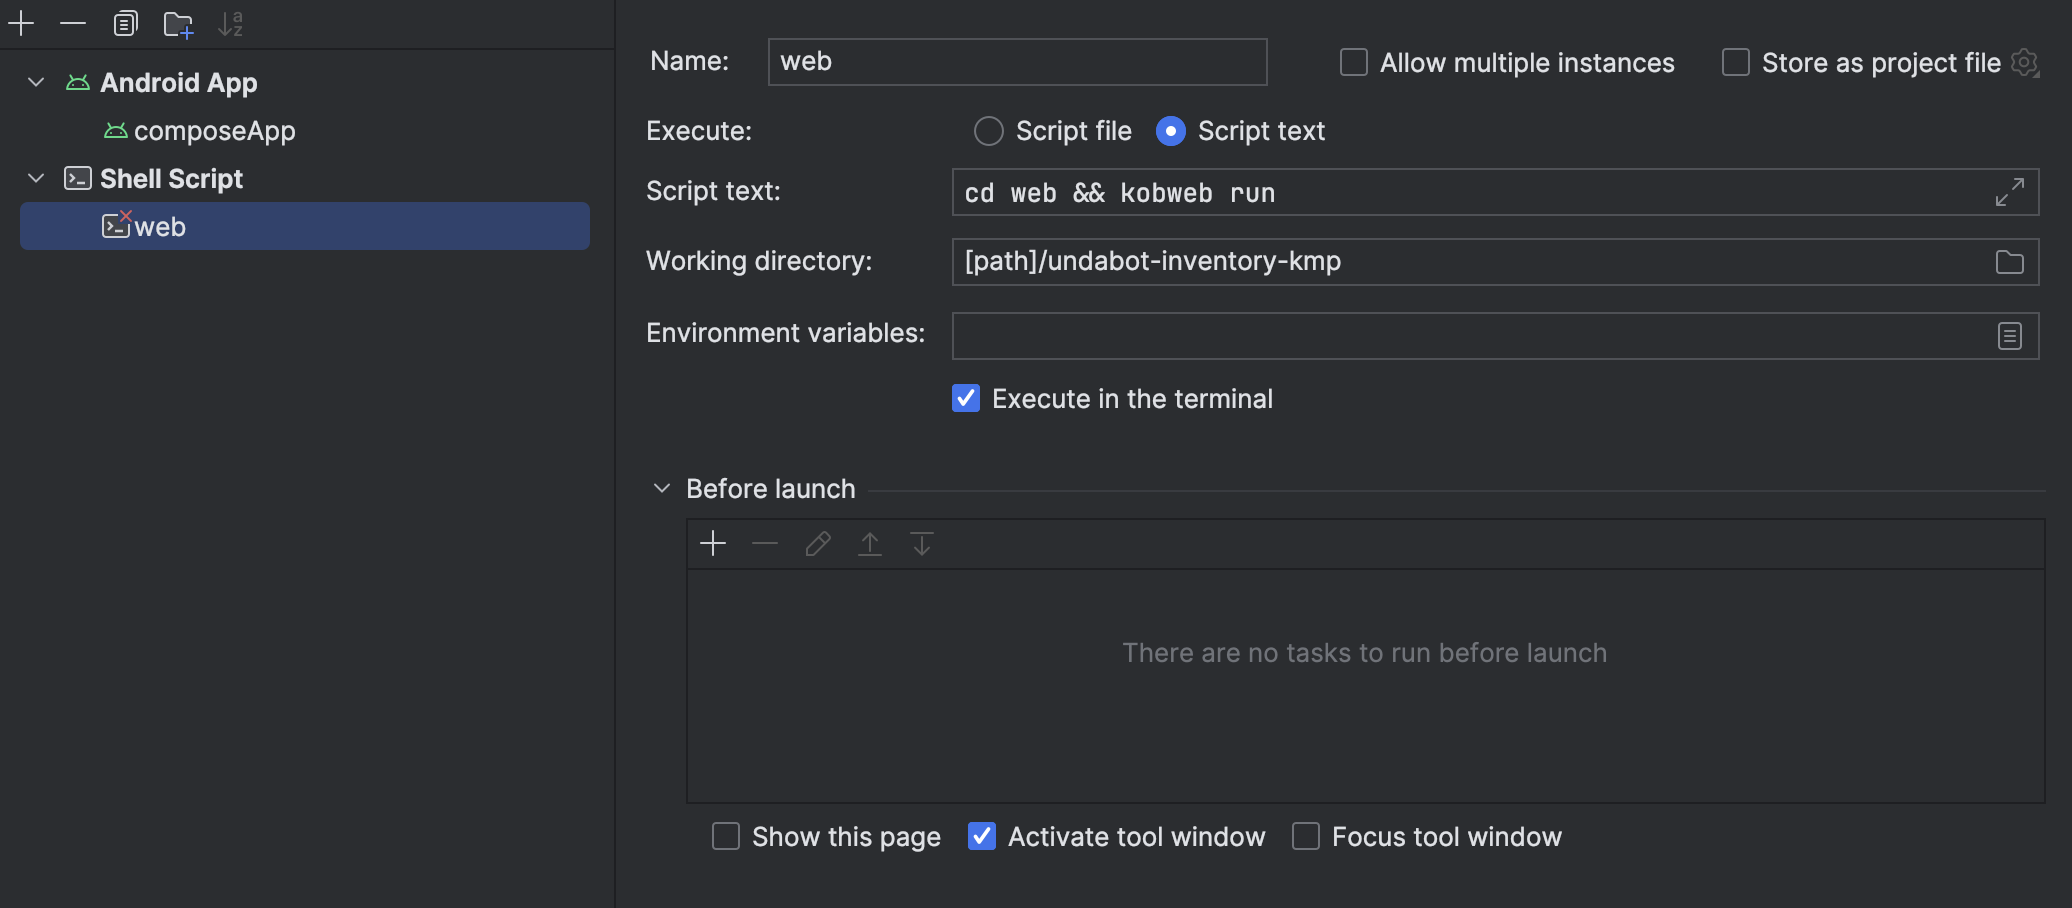 Android App
composeApp
Shell Script
web
Name: web Allow multiple instances Store as project file
Execute: Script file Script text
Script text: cd web && kobweb run
Working directory: [path]/undabot-inventory-kmp
Environment variables:
Execute in the terminal
Before launch
There are no tasks to run before launch
Show this page Activate tool window Focus tool window